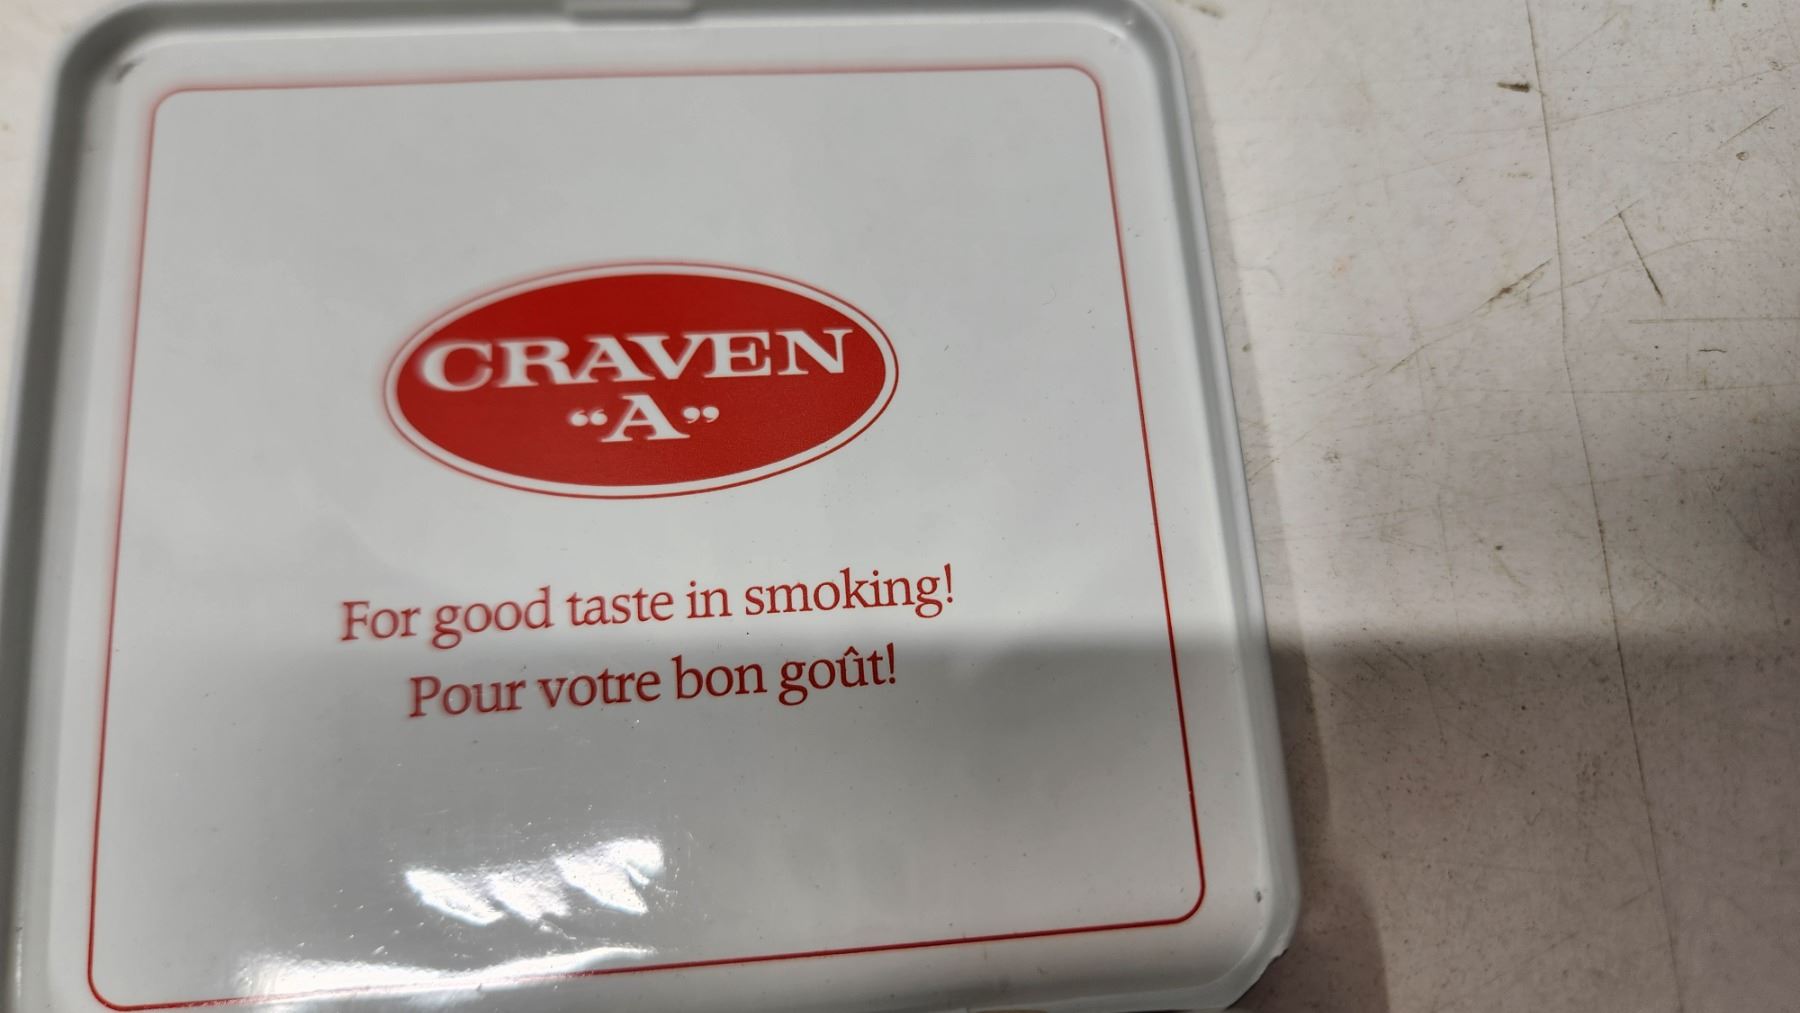 CRAVEN
“A”
For good taste in smoking!
Pour votre bon goût!